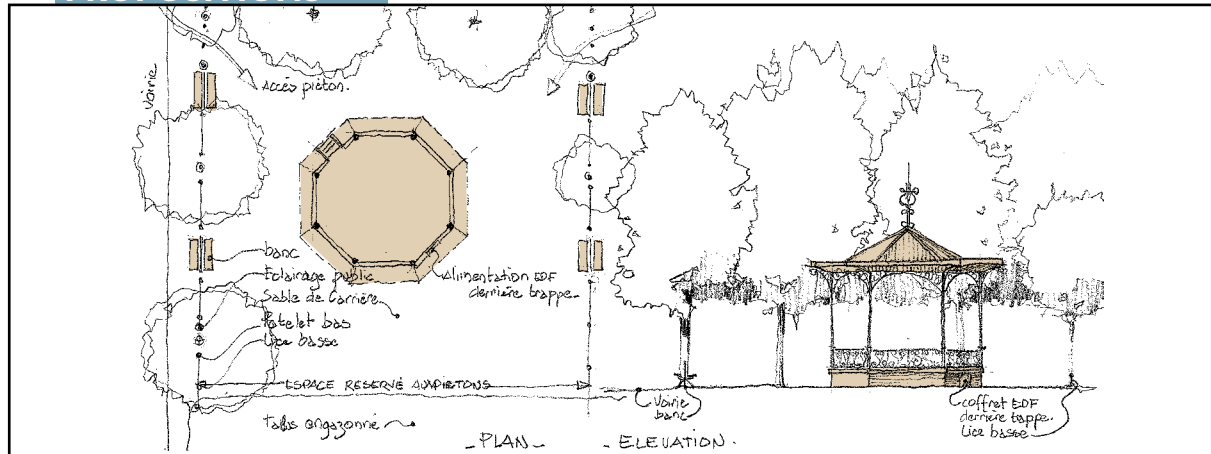 Voirie
Accès piéton.
banc
Eclairage public
Sable de Carrière
Potelet bas
Lice basse
Alimentation EDF
derrière trappe.
ESPACE RESERVE AUX PIETONS
Talus engazonné
_ PLAN _
_ ELEVATION.
Voirie
banc
coffret EDF
derrière trappe.
Lice basse